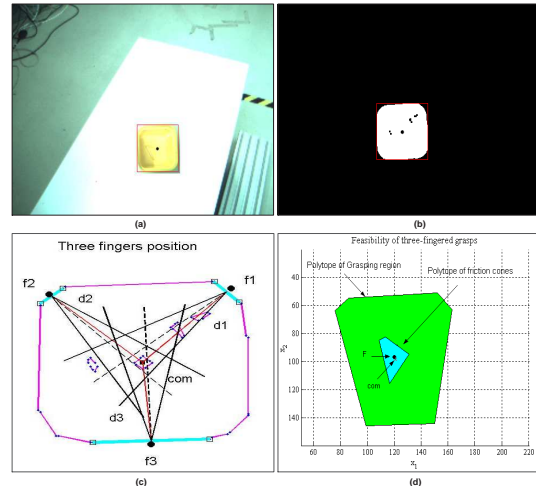 (a)
(b)
Three fingers position
f2
f1
d2
d1
com
d3
f3
(c)
Feasibility of three-fingered grasps
Polytope of Grasping region
Polytope of friction cones
F
com
40
60
80
100
120
140
x2
60
80
100
120
140
160
180
200
220
x1
(d)